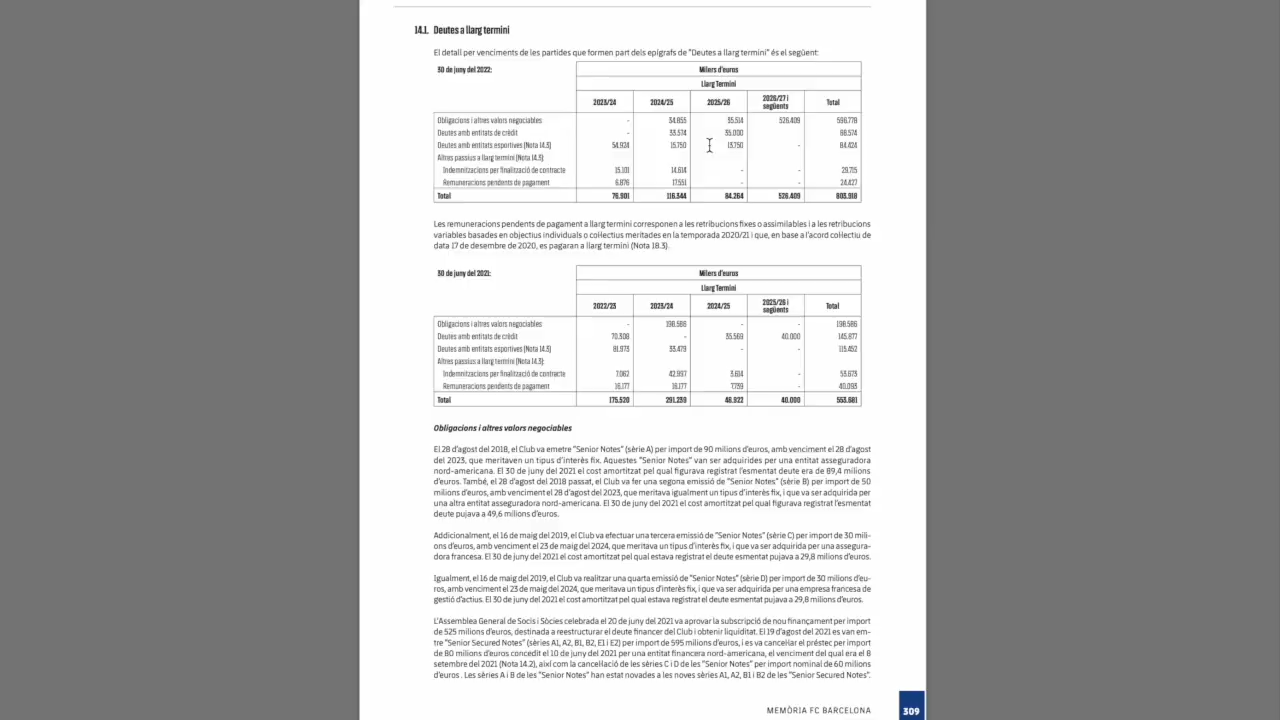 14.1. Deutes a llarg termini
El detall per venciments de les partides que formen part dels epígrafs de "Deutes a llarg termini" és el següent:
30 de juny del 2022: Milers d'euros
Llarg Termini
2023/24 2024/25 2025/26 2026/27 i següents Total
Obligacions i altres valors negociables - 34.855 35.514 526.409 596.778
Deutes amb entitats de crèdit - 33.574 35.000 - 68.574
Deutes amb entitats esportives (Nota 14.3) 54.924 15.750 13.750 - 84.424
Altres passius a llarg termini (Nota 14.3):
Indemnitzacions per finalització de contracte 15.101 14.614 - - 29.715
Remuneracions pendents de pagament 6.876 17.551 - - 24.427
Total 76.901 116.344 84.264 526.409 803.918
Les remuneracions pendents de pagament a llarg termini corresponen a les retribucions fixes o assimilables i a les retribucions
variables basades en objectius individuals o col·lectius meritades en la temporada 2020/21 i que, en base a l'acord col·lectiu de
data 17 de desembre de 2020, es pagaran a llarg termini (Nota 18.3).
30 de juny del 2021: Milers d'euros
Llarg Termini
2022/23 2023/24 2024/25 2025/26 i següents Total
Obligacions i altres valors negociables - 198.586 - - 198.586
Deutes amb entitats de crèdit 70.308 - 35.569 40.000 145.877
Deutes amb entitats esportives (Nota 14.3) 81.973 33.479 - - 115.452
Altres passius a llarg termini (Nota 14.3):
Indemnitzacions per finalització de contracte 7.062 42.997 3.614 - 53.673
Remuneracions pendents de pagament 16.177 16.177 7.739 - 40.093
Total 175.520 291.239 46.922 40.000 553.681
Obligacions i altres valors negociables
El 28 d'agost del 2018, el Club va emetre "Senior Notes" (sèrie A) per import de 90 milions d'euros, amb venciment el 28 d'agost
del 2023, que meritaven un tipus d'interès fix. Aquestes "Senior Notes" van ser adquirides per una entitat asseguradora
nord-americana. El 30 de juny del 2021 el cost amortitzat pel qual figurava registrat l'esmentat deute era de 89,4 milions
d'euros. També, el 28 d'agost del 2018 passat, el Club va fer una segona emissió de "Senior Notes" (sèrie B) per import de 50
milions d'euros, amb venciment el 28 d'agost del 2023, que meritava igualment un tipus d'interès fix, i que va ser adquirida per
una altra entitat asseguradora nord-americana. El 30 de juny del 2021 el cost amortitzat pel qual figurava registrat l'esmentat
deute pujava a 49,6 milions d'euros.
Addicionalment, el 16 de maig del 2019, el Club va efectuar una tercera emissió de "Senior Notes" (sèrie C) per import de 30 mili-
ons d'euros, amb venciment el 23 de maig del 2024, que meritava un tipus d'interès fix, i que va ser adquirida per una assegura-
dora francesa. El 30 de juny del 2021 el cost amortitzat pel qual estava registrat el deute esmentat pujava a 29,8 milions d'euros.
Igualment, el 16 de maig del 2019, el Club va realitzar una quarta emissió de "Senior Notes" (sèrie D) per import de 30 milions d'eu-
ros, amb venciment el 23 de maig del 2024, que meritava un tipus d'interès fix, i que va ser adquirida per una empresa francesa de
gestió d'actius. El 30 de juny del 2021 el cost amortitzat pel qual estava registrat el deute esmentat pujava a 29,8 milions d'euros.
L'Assemblea General de Socis i Sòcies celebrada el 20 de juny del 2021 va aprovar la subscripció de nou finançament per import
de 525 milions d'euros, destinada a reestructurar el deute financer del Club i obtenir liquiditat. El 19 d'agost del 2021 es van em-
tre "Senior Secured Notes" (sèries A1, A2, B1, B2, E1 i E2) per import de 595 milions d'euros, i es va cancel·lar el préstec per import
de 80 milions d'euros concedit el 10 de juny del 2021 per una entitat financera nord-americana, el venciment del qual era el 8
setembre del 2021 (Nota 14.2), així com la cancel·lació de les sèries C i D de les "Senior Notes" per import nominal de 60 milions
d'euros . Les sèries A i B de les "Senior Notes" han estat novades a les noves sèries A1, A2, B1 i B2 de les "Senior Secured Notes".
MEMÒRIA FC BARCELONA 309